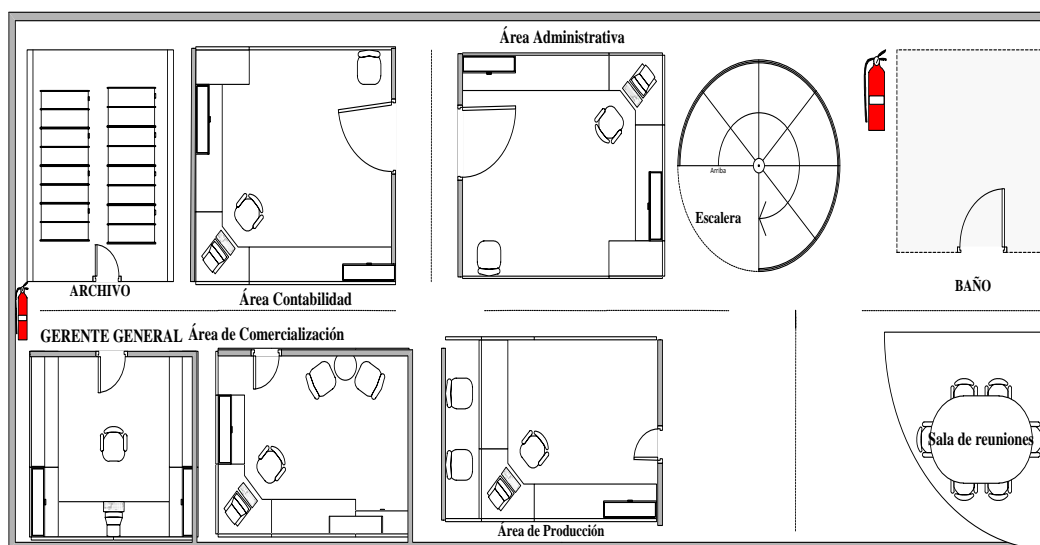 Área Administrativa
Arriba
Escalera
ARCHIVO
Área Contabilidad
BAÑO
GERENTE GENERAL
Área de Comercialización
Sala de reuniones
Área de Producción